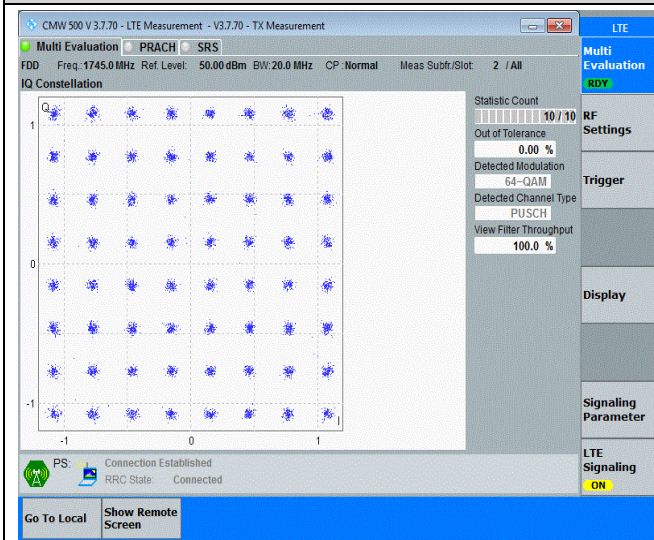 CMW 500 V 3.7.70 - LTE Measurement - V3.7.70 - TX Measurement
LTE
Multi Evaluation PRACH SRS
FDD Freq.:1745.0 MHz Ref. Level: 50.00 dBm BW:20.0 MHz CP :Normal Meas Subfr./Slot: 2 / All
IQ Constellation
Q
1
0
-1
-1 0 1
I
Statistic Count
10 / 10
Out of Tolerance
0.00 %
Detected Modulation
64-QAM
Detected Channel Type
PUSCH
View Filter Throughput
100.0 %
Multi
Evaluation
RDY
RF
Settings
Trigger
Display
Signaling
Parameter
LTE
Signaling
ON
PS: Connection Established
RRC State: Connected
Go To Local
Show Remote
Screen